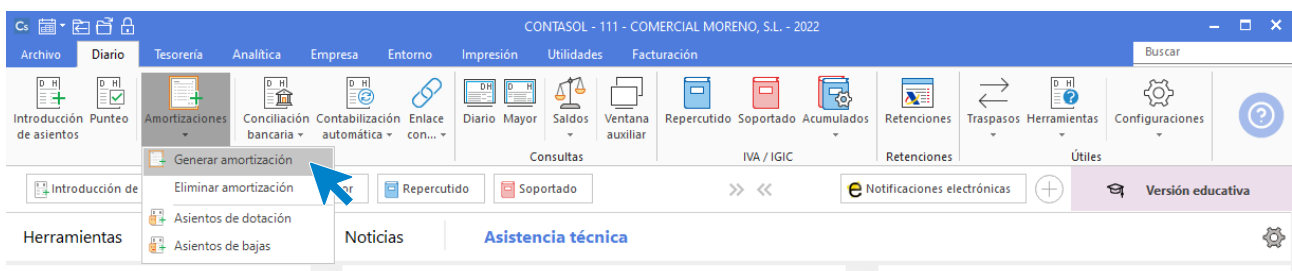 Cs CONTASOL - 111 - COMERCIAL MORENO, S.L. - 2022
Archivo Diario Tesorería Analítica Empresa Entorno Impresión Utilidades Facturación Buscar
D H D H D H D H DH D H D H
Introducción Punteo Amortizaciones Conciliación Contabilización Enlace Diario Mayor Saldos Ventana Repercutido Soportado Acumulados Retenciones Traspasos Herramientas Configuraciones
de asientos bancaria automática con... auxiliar
Generar amortización Consultas IVA / IGIC Retenciones Útiles
Eliminar amortización
Introducción de Repercutido Soportado Notificaciones electrónicas Versión educativa
Asientos de dotación
Asientos de bajas
Herramientas Noticias Asistencia técnica